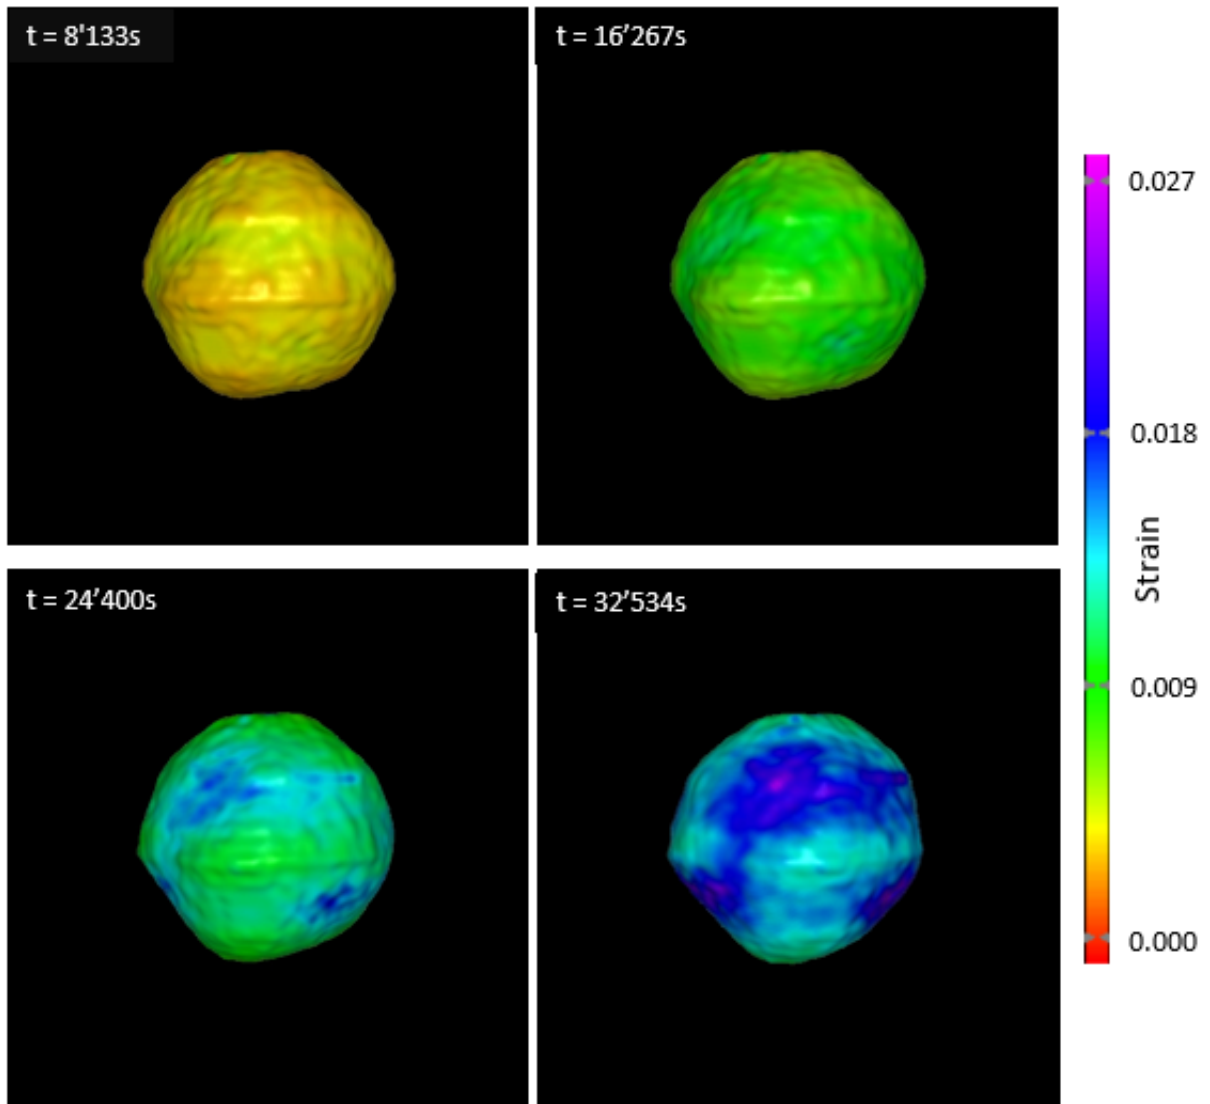 t = 8'133s
t = 16’267s
t = 24’400s
t = 32’534s
0.027
0.018
Strain
0.009
0.000